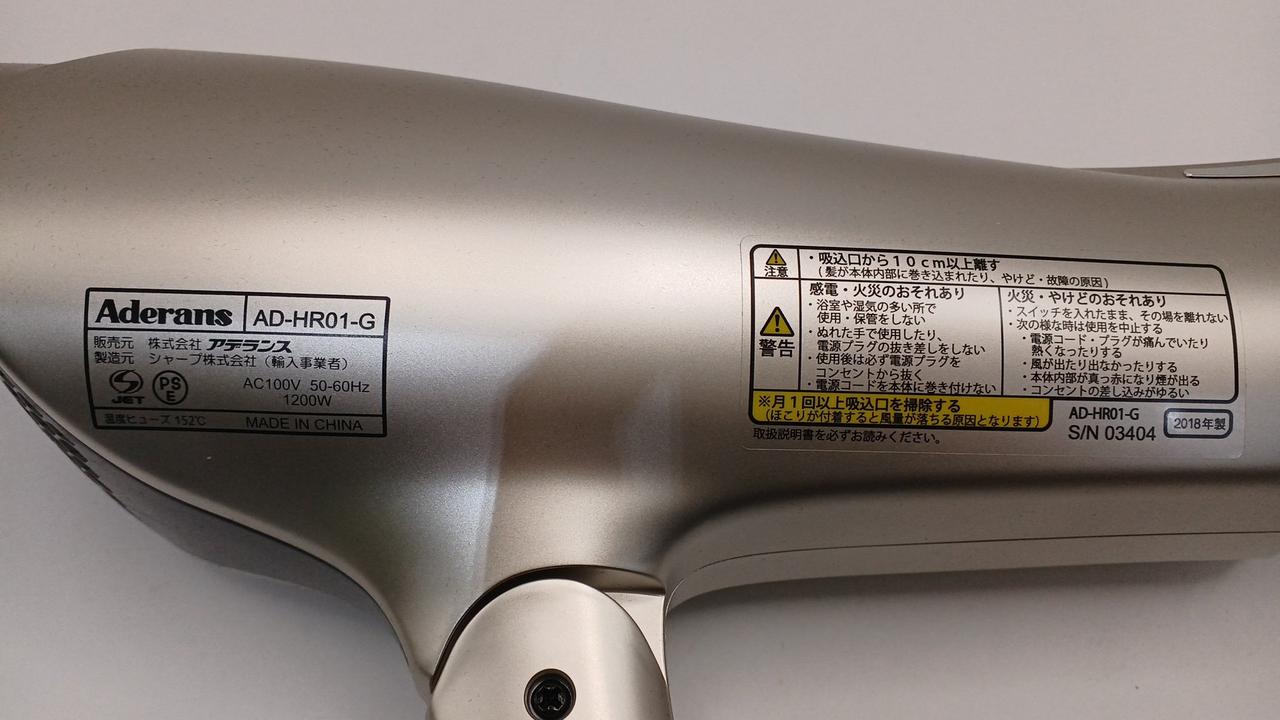 Aderans AD-HR01-G
販売元 株式会社 アデランス
製造元 シャープ株式会社（輸入事業者）
JET PSE AC100V 50-60Hz
1200W
温度ヒューズ 152℃ MADE IN CHINA
注意 ・吸込口から１０ｃｍ以上離す
（髪が本体内部に巻き込まれたり、やけど・故障の原因）
警告
感電・火災のおそれあり
・浴室や湿気の多い所で
使用・保管をしない
・ぬれた手で使用したり、
電源プラグの抜き差しをしない
・使用後は必ず電源プラグを
コンセントから抜く
・電源コードを本体に巻き付けない
火災・やけどのおそれあり
・スイッチを入れたまま、その場を離れない
・次の様な時は使用を中止する
・電源コード・プラグが痛んでいたり
熱くなったりする
・風が出たり出なかったりする
・本体内部が真っ赤になり煙が出る
・コンセントの差し込みがゆるい
※月１回以上吸込口を掃除する
（ほこりが付着すると風量が落ちる原因となります）
取扱説明書を必ずお読みください。
AD-HR01-G
S/N 03404
2018年製